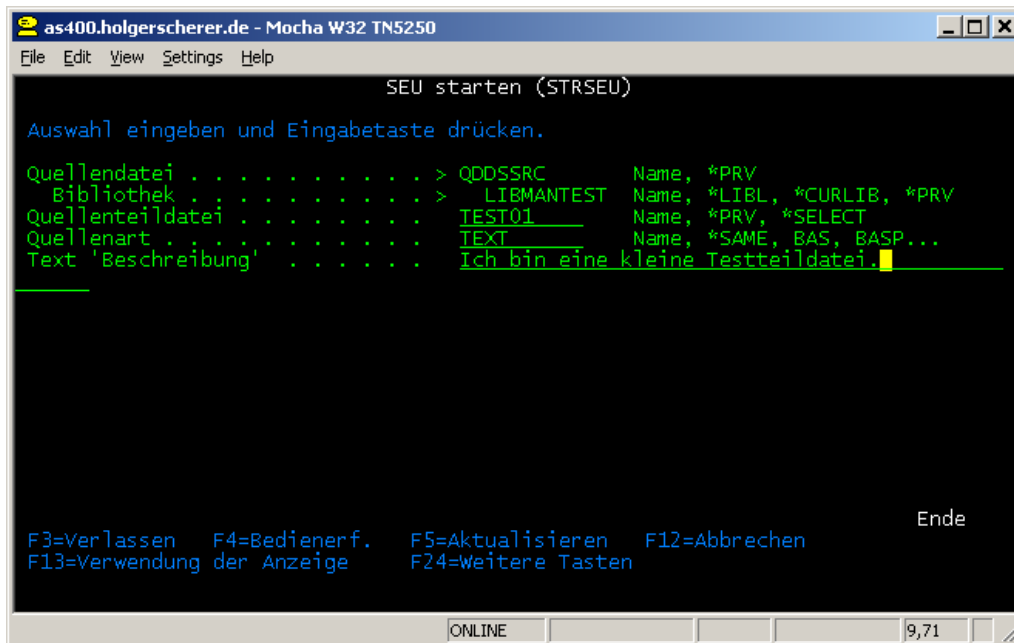 as400.holgerscherer.de - Mocha W32 TN5250
File Edit View Settings Help
SEU starten (STRSEU)
Auswahl eingeben und Eingabetaste drücken.
Quellendatei . . . . . . . . . . > QDDSSRC Name, *PRV
Bibliothek . . . . . . . . . . > LIBMANTEST Name, *LIBL, *CURLIB, *PRV
Quellenteildatei . . . . . . . . TEST01 Name, *PRV, *SELECT
Quellenart . . . . . . . . . . . TEXT Name, *SAME, BAS, BASP...
Text 'Beschreibung' . . . . . . Ich bin eine kleine Testteildatei.
Ende
F3=Verlassen F4=Bedienerf. F5=Aktualisieren F12=Abbrechen
F13=Verwendung der Anzeige F24=Weitere Tasten
ONLINE 9,71